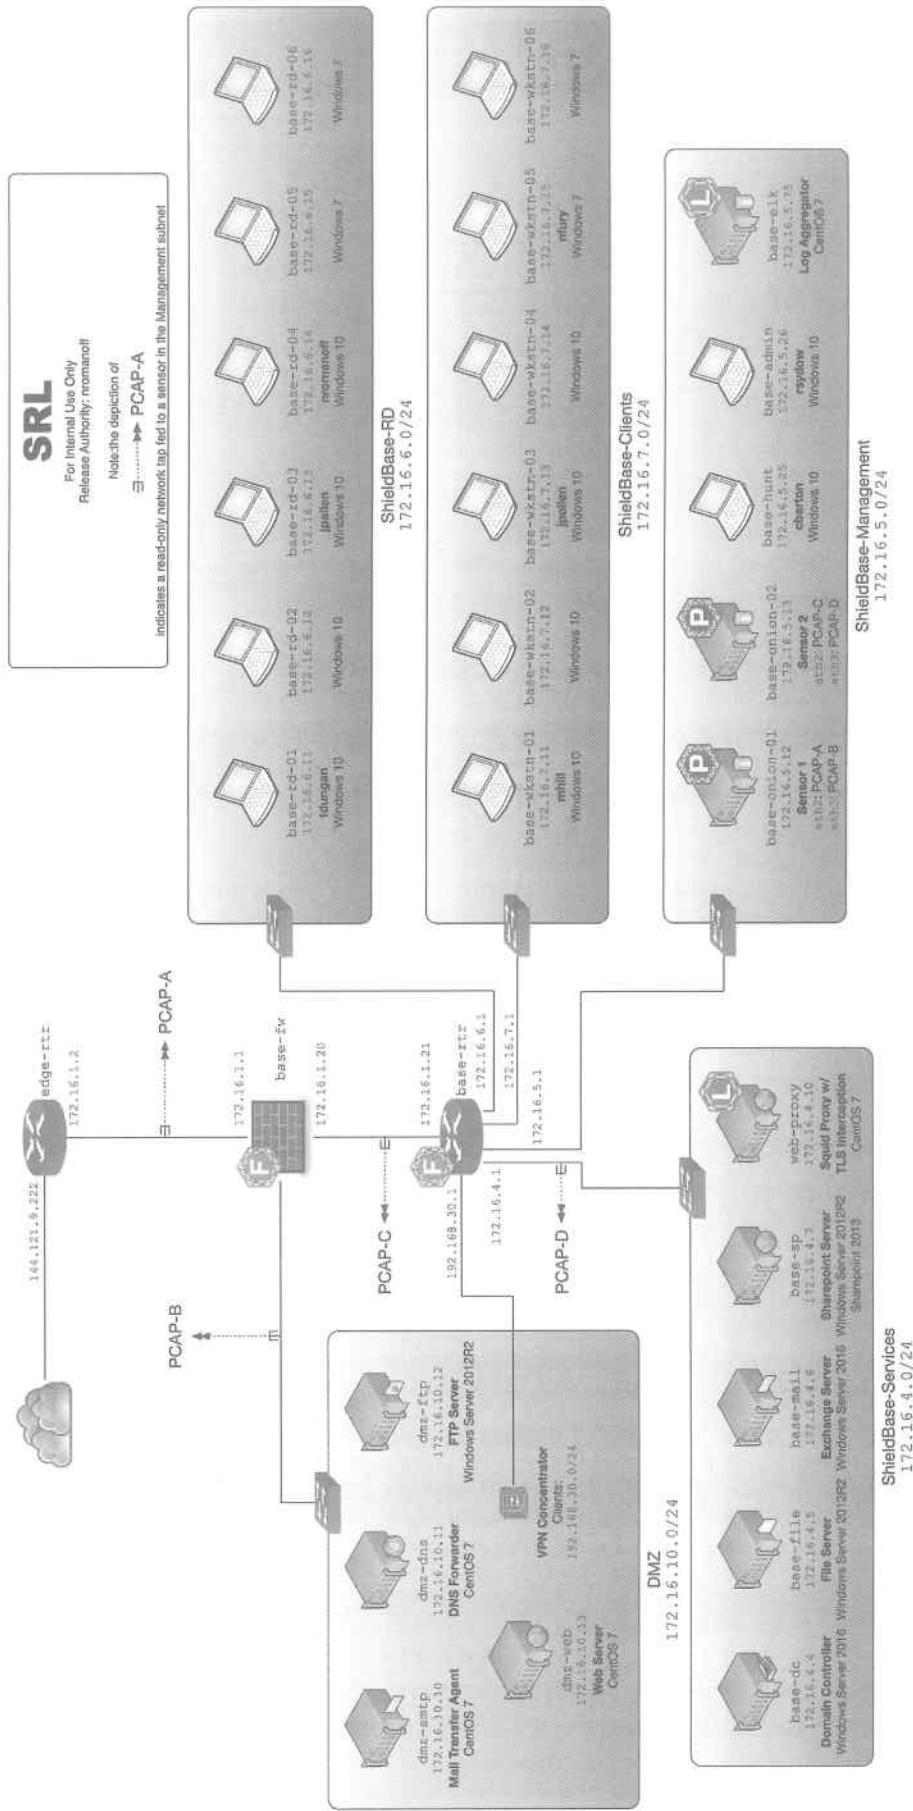 SRL
For Internal Use Only
Release Authority: nromanoff
Note:the depiction of
PCAP-A
indicates a read-only network tap fed to a sensor in the Management subnet
144.121.9.222
edge-rtr
172.16.1.2
PCAP-A
172.16.1.1
base-fw
172.16.1.20
PCAP-B
PCAP-C
172.16.1.21
base-rtr
192.168.30.1
172.16.6.1
172.16.7.1
172.16.5.1
172.16.4.1
PCAP-D
F
F
base-rd-01
172.16.6.11
tdungan
Windows 10
base-rd-02
172.16.6.12
Windows 10
base-rd-03
172.16.6.13
jpallen
Windows 10
base-rd-04
172.16.6.14
nromanoff
Windows 10
base-rd-05
172.16.6.15
Windows 7
base-rd-06
172.16.6.16
Windows 7
ShieldBase-RD
172.16.6.0/24
base-wkstn-01
172.16.7.11
mhill
Windows 10
base-wkstn-02
172.16.7.12
Windows 10
base-wkstn-03
172.16.7.13
jpallen
Windows 10
base-wkstn-04
172.16.7.14
Windows 10
base-wkstn-05
172.16.7.15
nfury
Windows 7
base-wkstn-06
172.16.7.16
Windows 7
ShieldBase-Clients
172.16.7.0/24
P
base-onion-01
172.16.5.12
Sensor 1
eth2: PCAP-A
eth3: PCAP-B
P
base-onion-02
172.16.5.13
Sensor 2
eth2: PCAP-C
eth3: PCAP-D
base-hunt
172.16.5.25
cbarton
Windows 10
base-admin
172.16.5.26
rsydow
Windows 10
L
base-elk
172.16.5.75
Log Aggregator
CentOS 7
ShieldBase-Management
172.16.5.0/24
dmz-smtp
172.16.10.10
Mail Transfer Agent
CentOS 7
dmz-dns
172.16.10.11
DNS Forwarder
CentOS 7
dmz-ftp
172.16.10.12
FTP Server
Windows Server 2012R2
dmz-web
172.16.10.13
Web Server
CentOS 7
VPN Concentrator
Clients:
192.168.30.0/24
DMZ
172.16.10.0/24
base-dc
172.16.4.4
Domain Controller
Windows Server 2016
base-file
172.16.4.5
File Server
Windows Server 2012R2
base-mail
172.16.4.6
Exchange Server
Windows Server 2016
base-sp
172.16.4.7
Sharepoint Server
Windows Server 2012R2
Sharepoint 2013
L
web-proxy
172.16.4.10
Squid Proxy w/
TLS Interception
CentOS 7
ShieldBase-Services
172.16.4.0/24